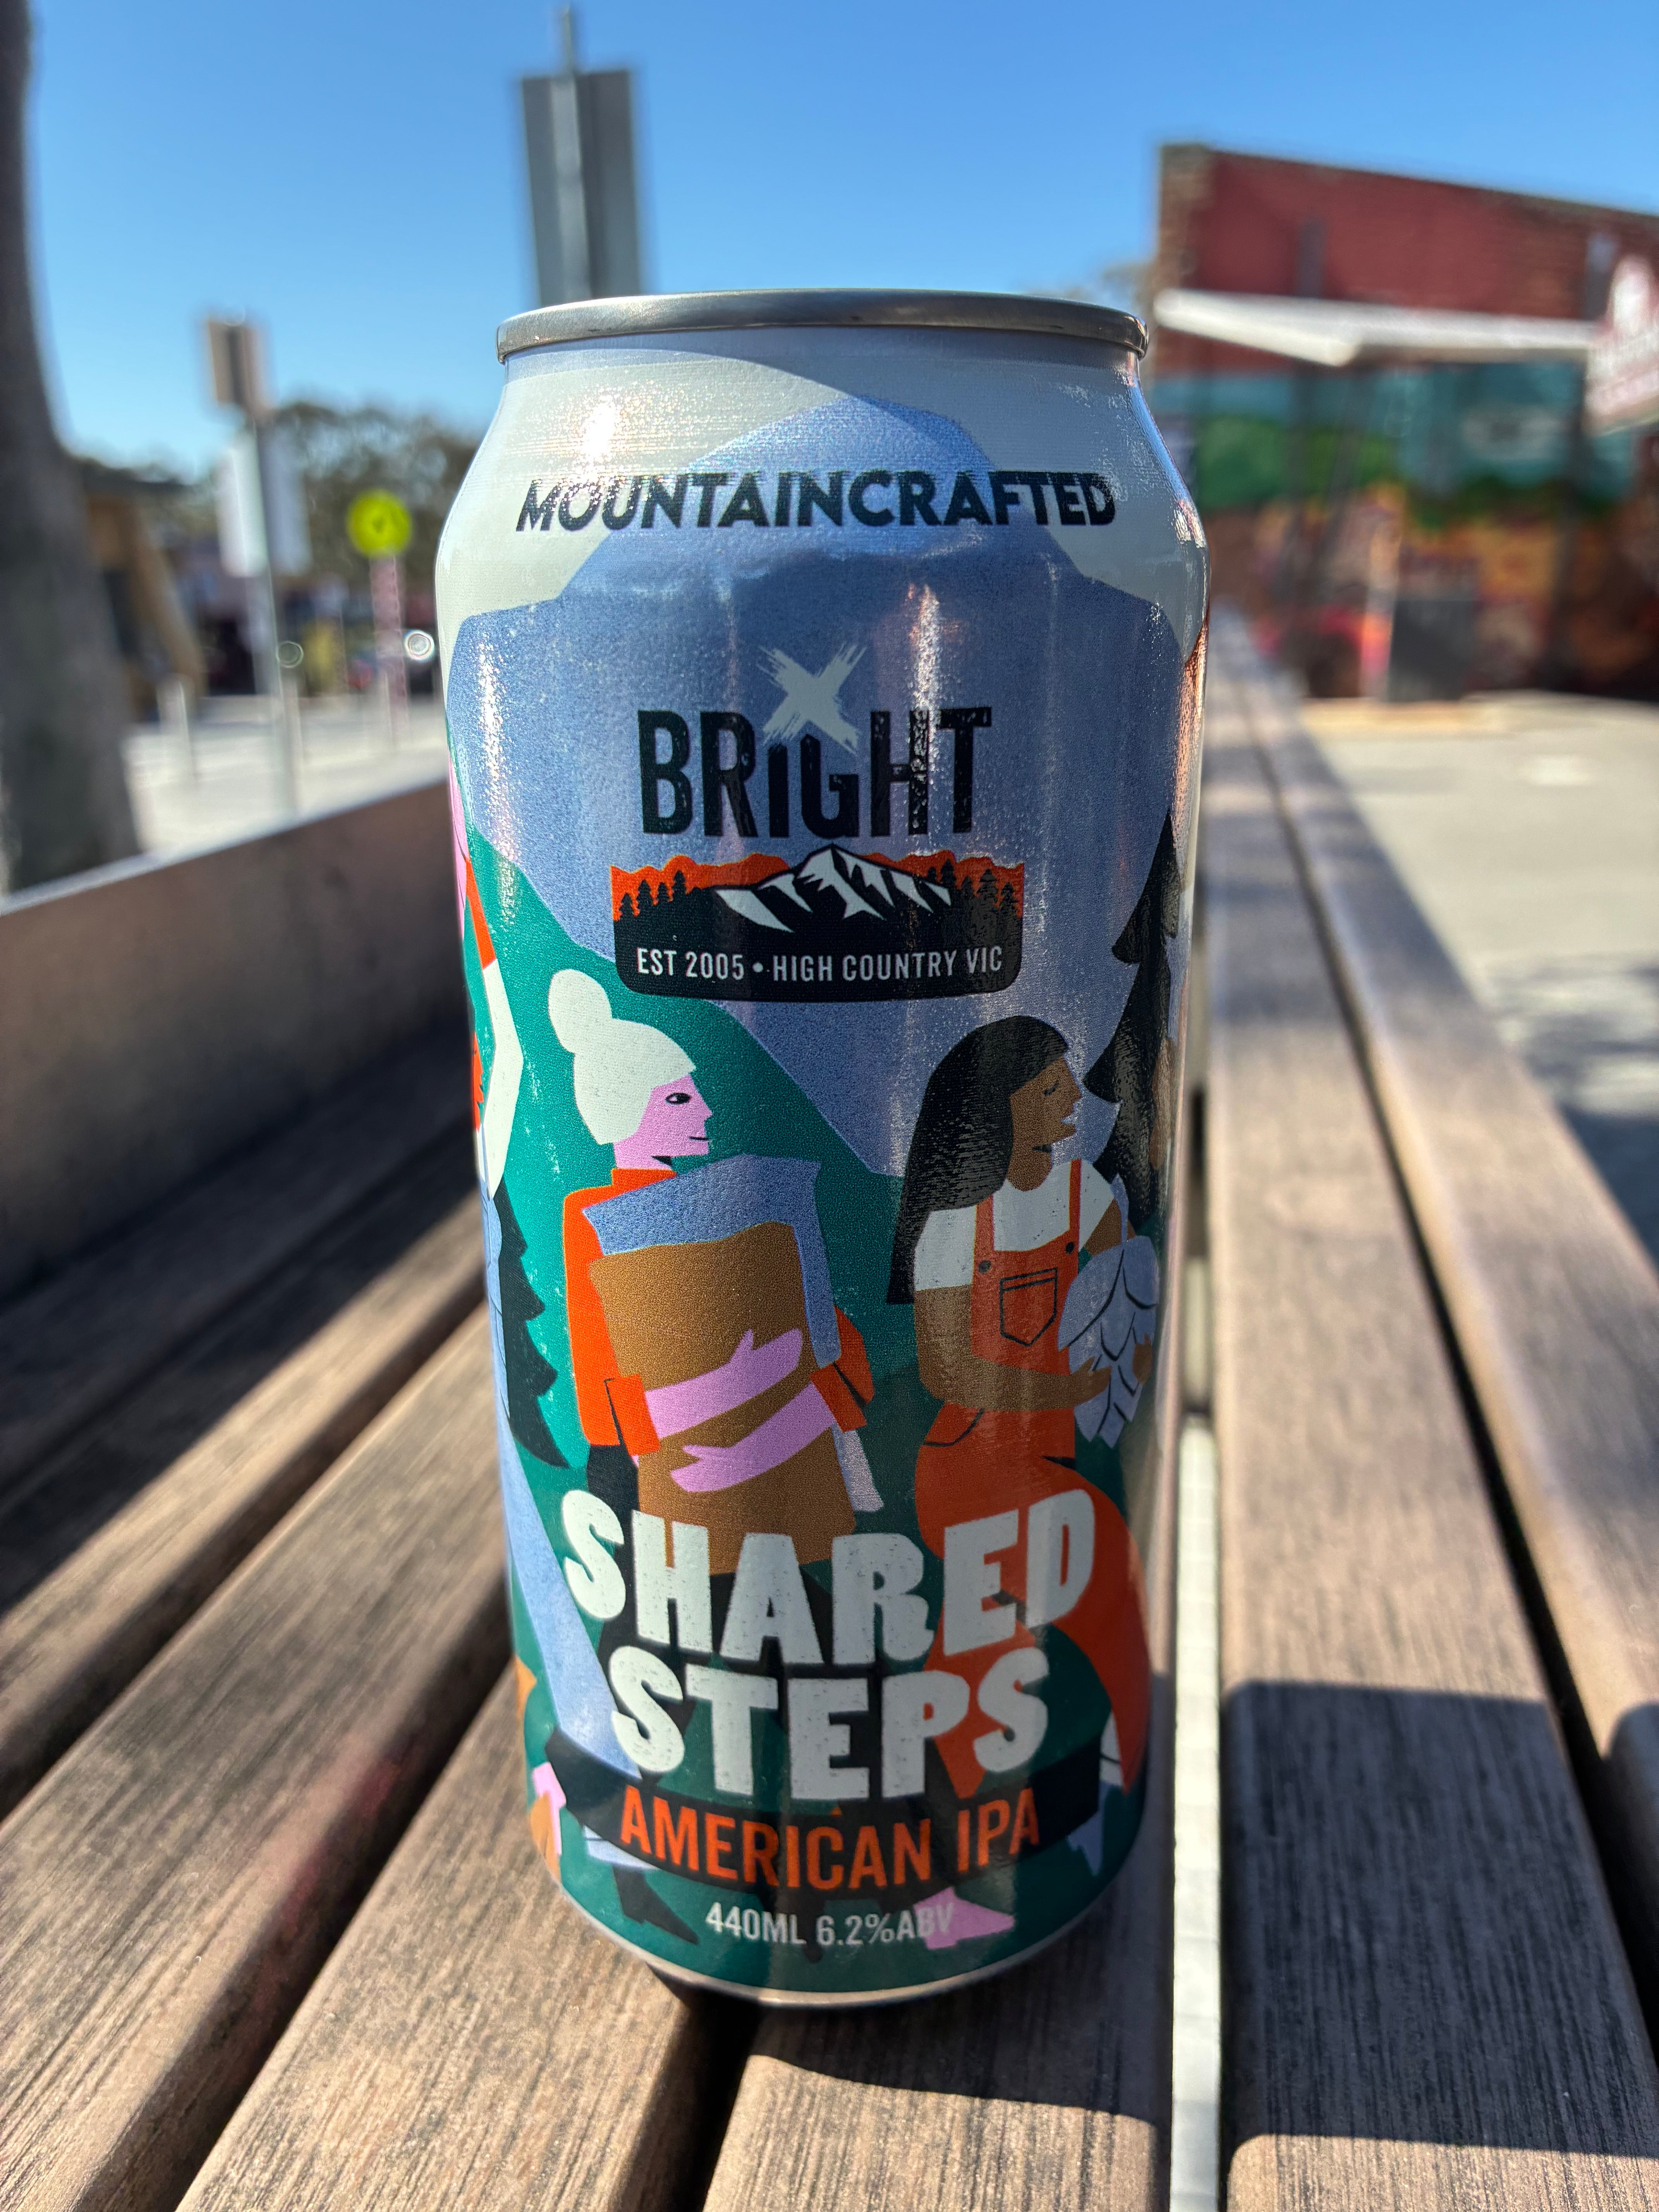 MOUNTAINCRAFTED
BRIGHT
EST 2005 • HIGH COUNTRY VIC
SHARED
STEPS
AMERICAN IPA
440ML 6.2%ABV